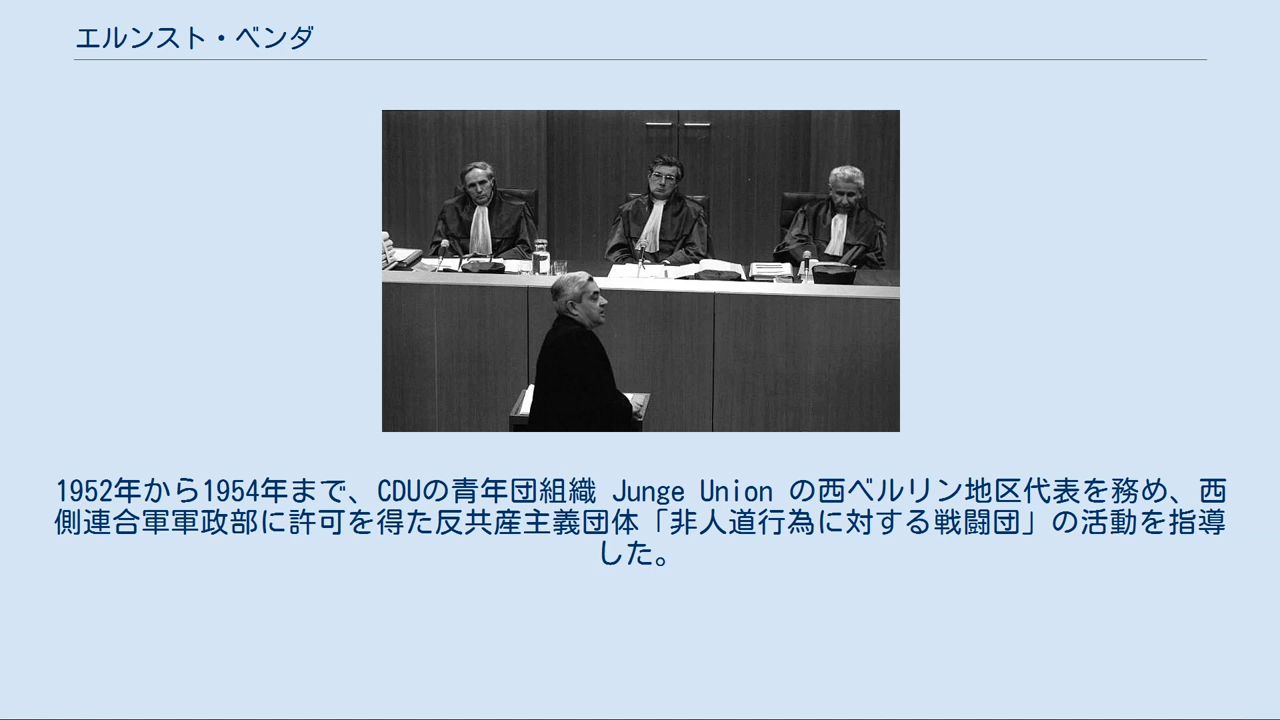 エルンスト・ベンダ
1952年から1954年まで、CDUの青年団組織 Junge Union の西ベルリン地区代表を務め、西
側連合軍軍政部に許可を得た反共産主義団体「非人道行為に対する戦闘団」の活動を指導
した。